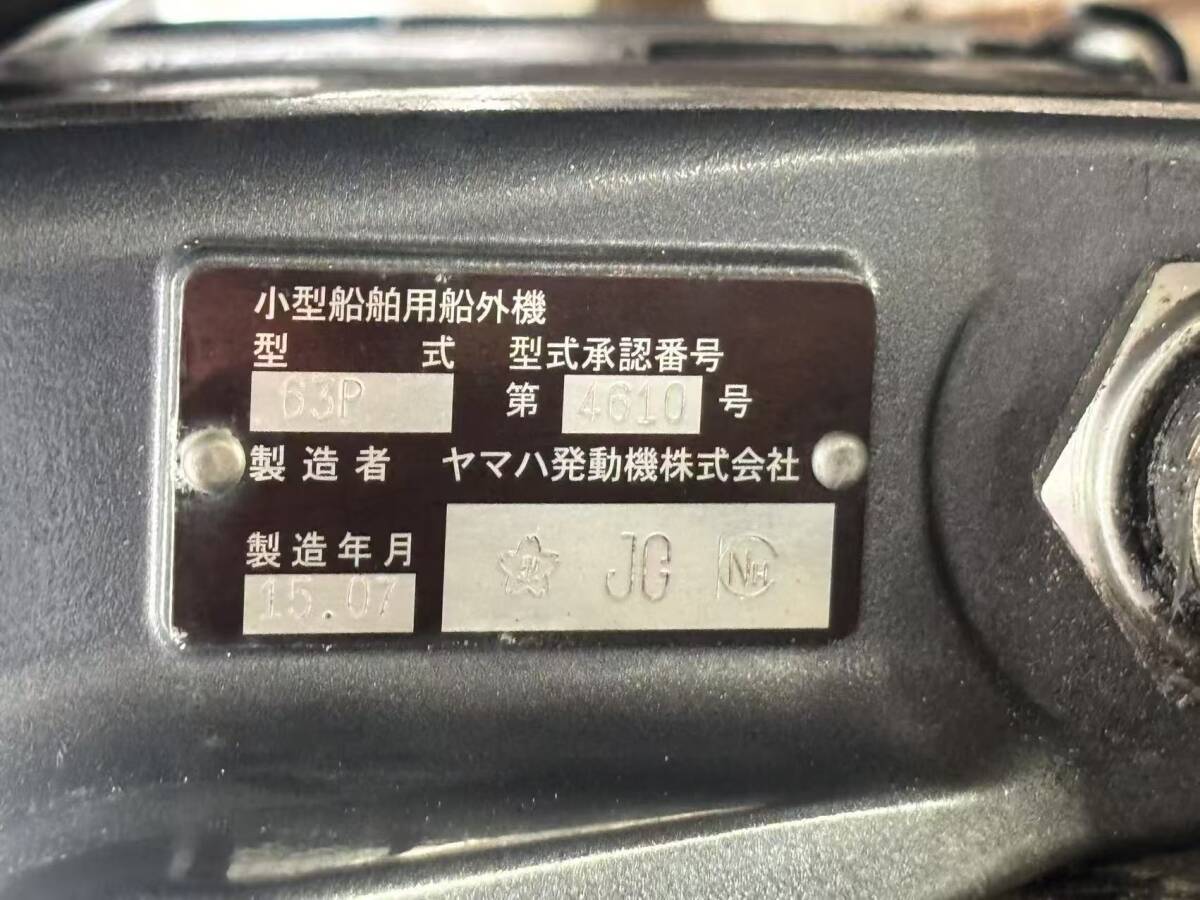 小型船舶用船外機
型 式 型式承認番号
63P 第 4610 号
製造者 ヤマハ発動機株式会社
製造年月
15.07 JG NH